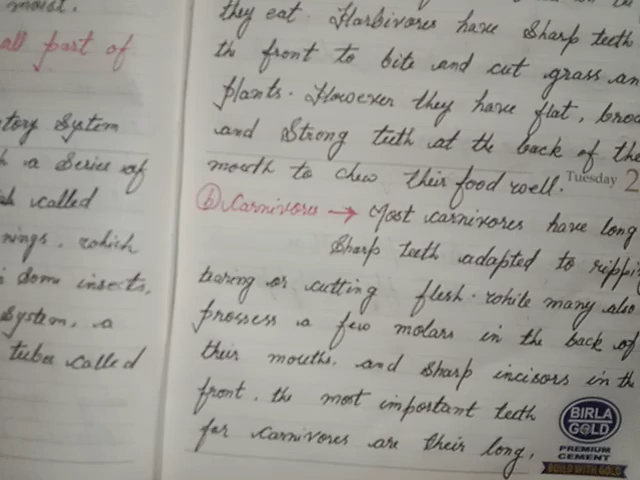 moist.
all part of
tory System
a Series of
called
nings. which
Some insects.
System, a
tubes called
they eat. Harbivores have Sharp teeth
th front to bite and cut grass an
plants. However they have flat, broa
and Strong teeth at the back of the
mouth to chew their food well.
Tuesday 2
(b) Carnivores → Most carnivores have long
Sharp teeth adapted to rippi
tearing or cutting flesh. while many also
prossess a few molars in the back of
their mouths. and Sharp incisors in th
front. the most important teeth
for carnivores are their long,
BIRLA
GOLD
PREMIUM
CEMENT
BUILD WITH GOLD